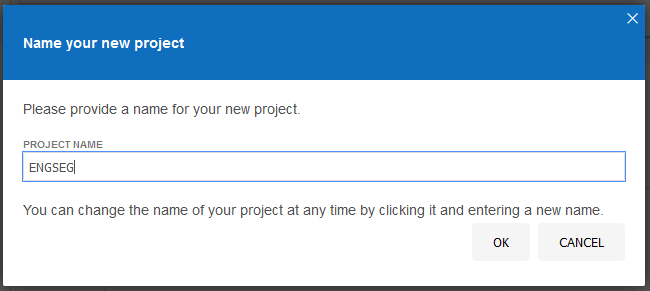 Name your new project
Please provide a name for your new project.
PROJECT NAME
ENGSEG
You can change the name of your project at any time by clicking it and entering a new name.
OK CANCEL